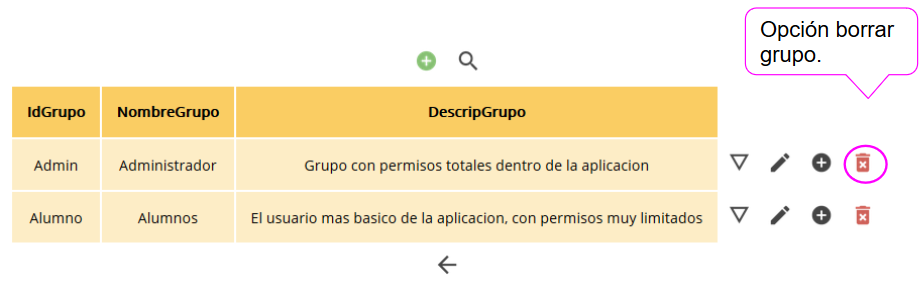 Opción borrar
grupo.
IdGrupo NombreGrupo DescripGrupo
Admin Administrador Grupo con permisos totales dentro de la aplicacion
Alumno Alumnos El usuario mas basico de la aplicacion, con permisos muy limitados